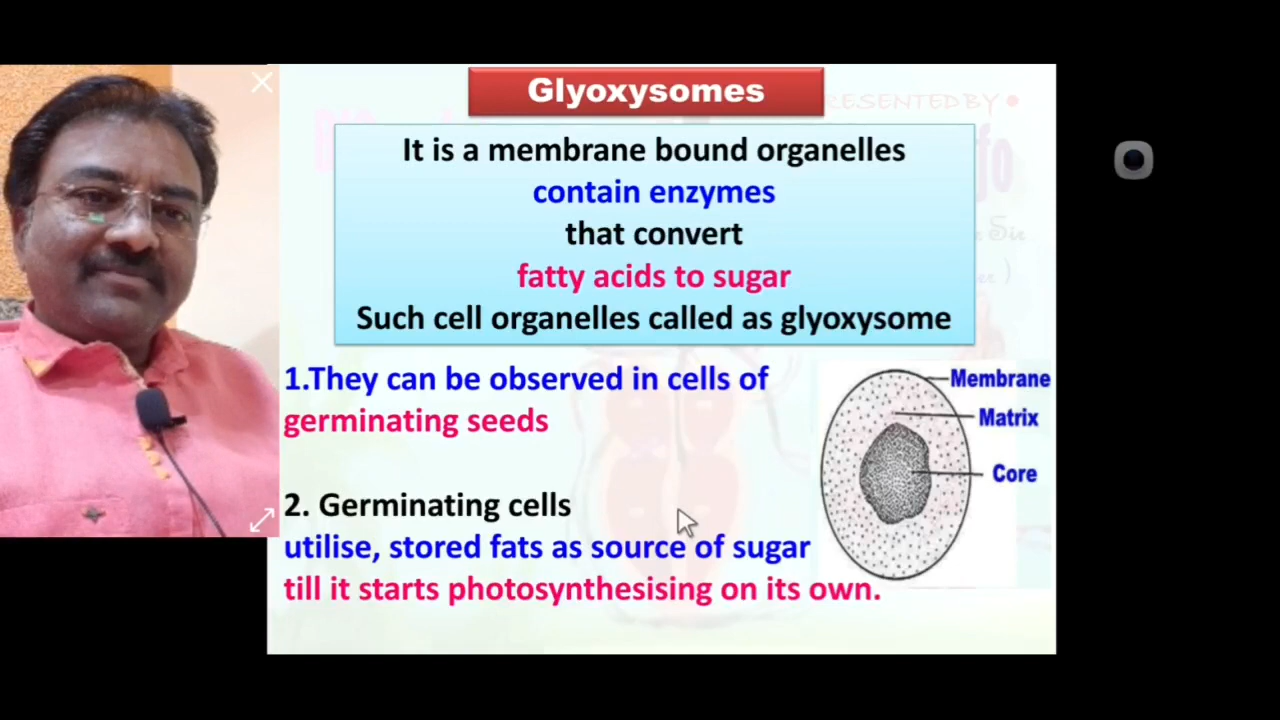 Glyoxysomes
RESENTED BY
It is a membrane bound organelles
contain enzymes
that convert
fatty acids to sugar
Such cell organelles called as glyoxysome
1.They can be observed in cells of
germinating seeds
2. Germinating cells
utilise, stored fats as source of sugar
till it starts photosynthesising on its own.
Membrane
Matrix
Core